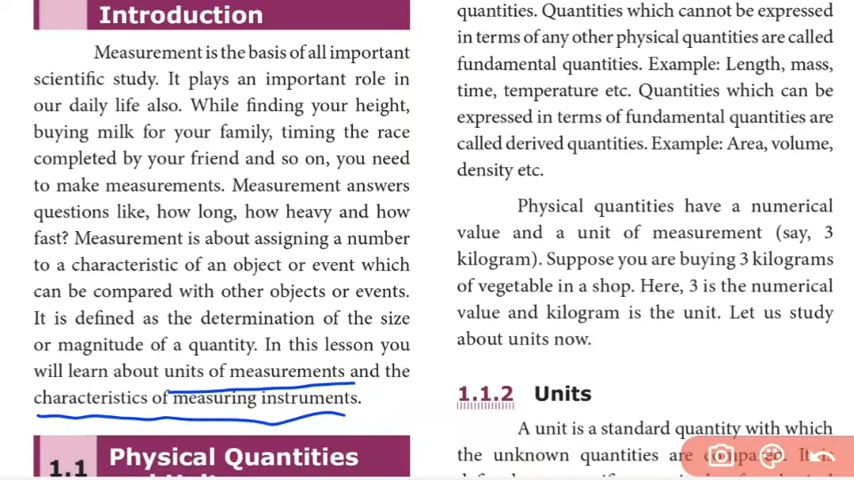 Introduction
Measurement is the basis of all important
scientific study. It plays an important role in
our daily life also. While finding your height,
buying milk for your family, timing the race
completed by your friend and so on, you need
to make measurements. Measurement answers
questions like, how long, how heavy and how
fast? Measurement is about assigning a number
to a characteristic of an object or event which
can be compared with other objects or events.
It is defined as the determination of the size
or magnitude of a quantity. In this lesson you
will learn about units of measurements and the
characteristics of measuring instruments.
1.1 Physical Quantities
quantities. Quantities which cannot be expressed
in terms of any other physical quantities are called
fundamental quantities. Example: Length, mass,
time, temperature etc. Quantities which can be
expressed in terms of fundamental quantities are
called derived quantities. Example: Area, volume,
density etc.
Physical quantities have a numerical
value and a unit of measurement (say, 3
kilogram). Suppose you are buying 3 kilograms
of vegetable in a shop. Here, 3 is the numerical
value and kilogram is the unit. Let us study
about units now.
1.1.2 Units
A unit is a standard quantity with which
the unknown quantities are compared. It is